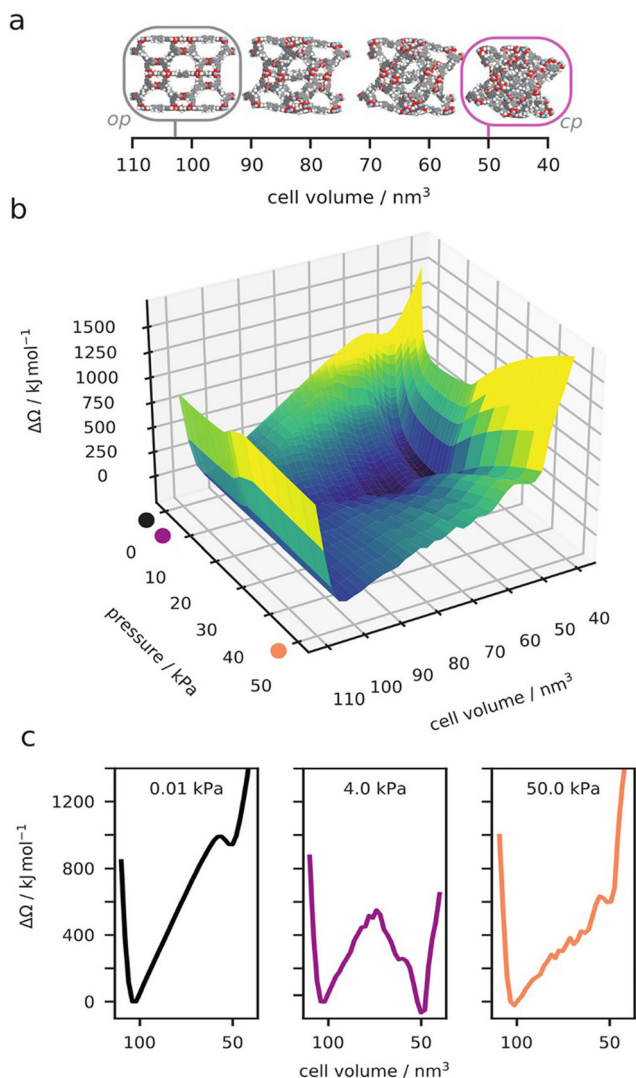 a
op
cp
110 100 90 80 70 60 50 40
cell volume / nm³
b
ΔΩ / kJ mol⁻¹
1500
1250
1000
750
500
250
0
0
10
20
30
40
50
pressure / kPa
110 100 90 80 70 60 50 40
cell volume / nm³
c
0.01 kPa 4.0 kPa 50.0 kPa
ΔΩ / kJ mol⁻¹
1200
800
400
0
100 50 100 50 100 50
cell volume / nm³